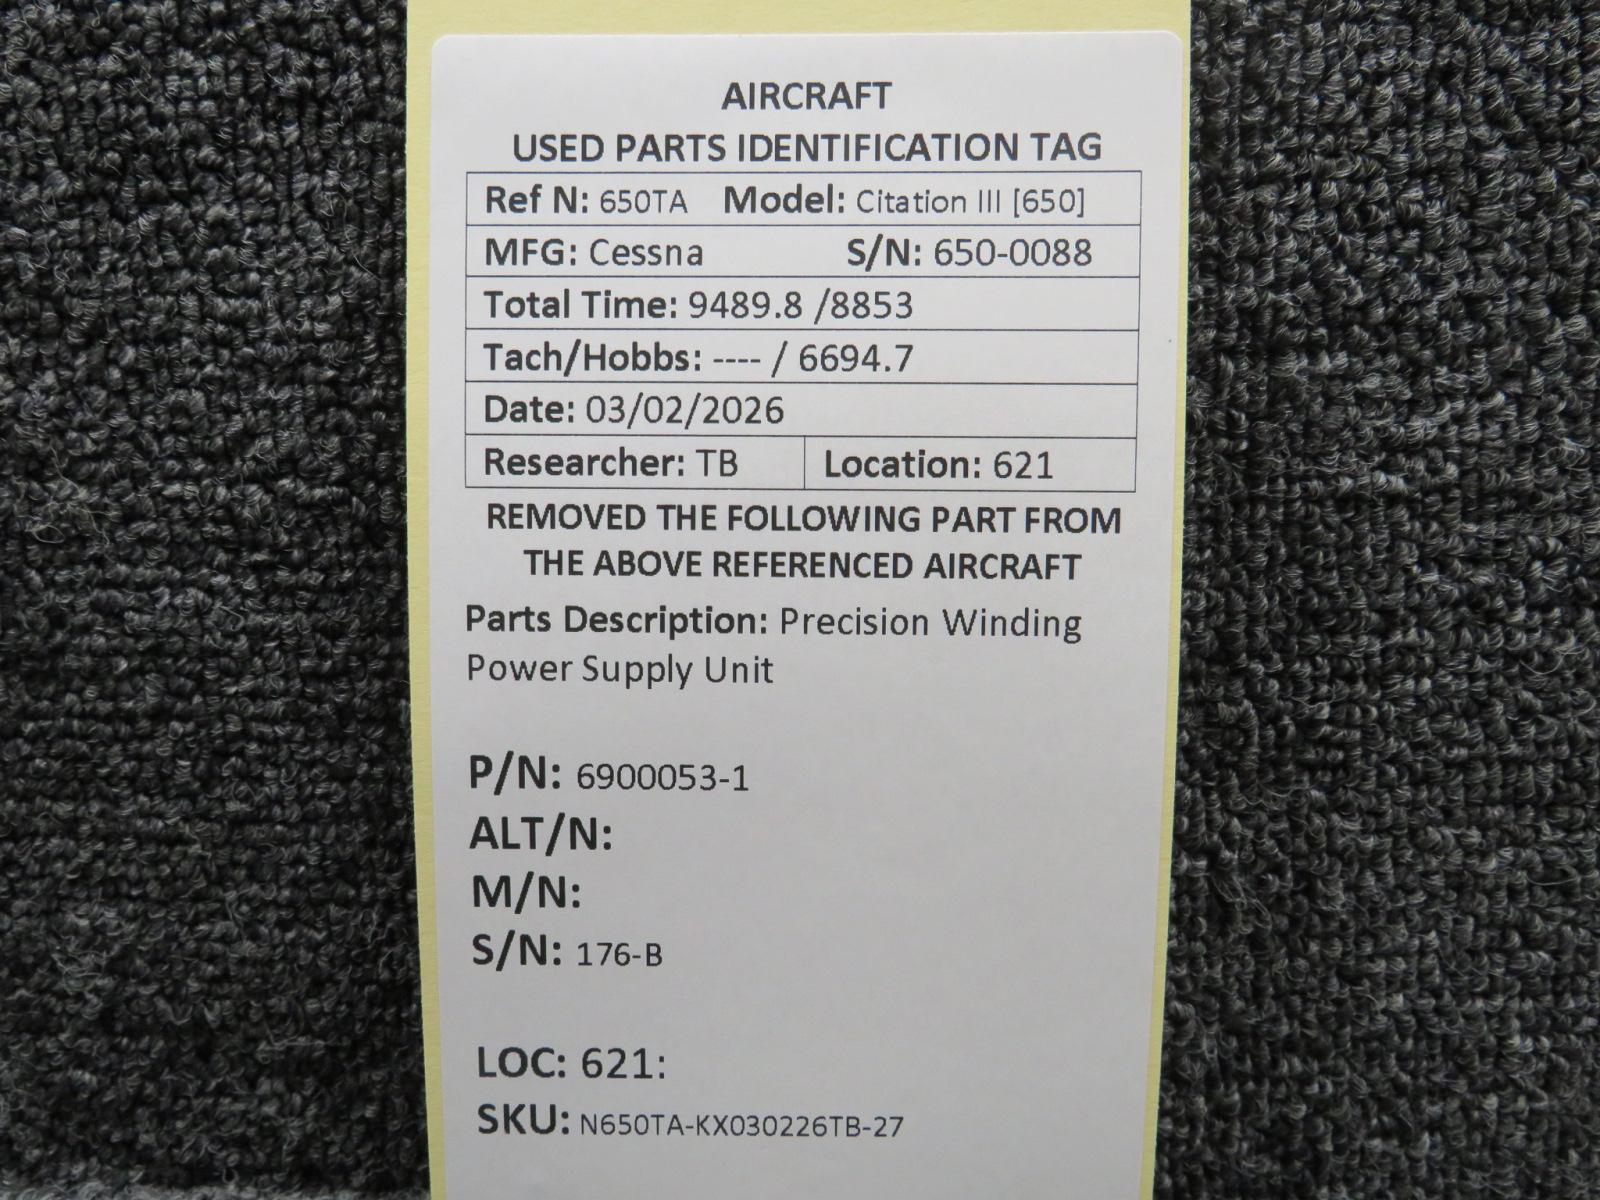 AIRCRAFT
USED PARTS IDENTIFICATION TAG
Ref N: 650TA Model: Citation III [650]
MFG: Cessna S/N: 650-0088
Total Time: 9489.8 /8853
Tach/Hobbs: ---- / 6694.7
Date: 03/02/2026
Researcher: TB Location: 621
REMOVED THE FOLLOWING PART FROM
THE ABOVE REFERENCED AIRCRAFT
Parts Description: Precision Winding
Power Supply Unit
P/N: 6900053-1
ALT/N:
M/N:
S/N: 176-B
LOC: 621:
SKU: N650TA-KX030226TB-27